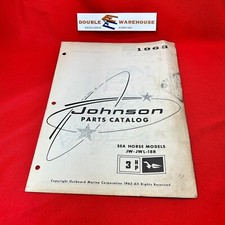 DOUBLE
WAREHOUSE
1963
Johnson
PARTS CATALOG
SEA HORSE MODELS
JW-JWL-18R
3 HP
Copyright Outboard Marine Corporation 1962 All Rights Reserved